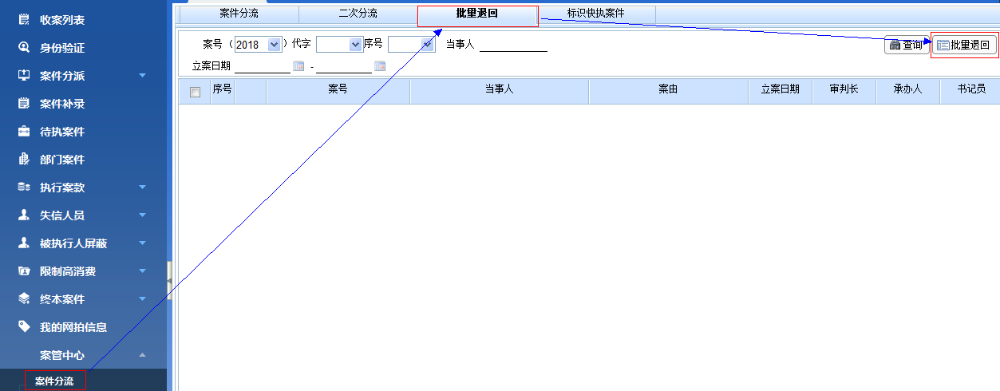 收案列表
身份验证
案件分派
案件补录
待执案件
部门案件
执行案款
失信人员
被执行人屏蔽
限制高消费
终本案件
我的网拍信息
案管中心
案件分流
案件分流 二次分流 批量退回 标识快执案件
案号（2018）代字 序号 当事人 查询 批量退回
立案日期 -
序号 案号 当事人 案由 立案日期 审判长 承办人 书记员